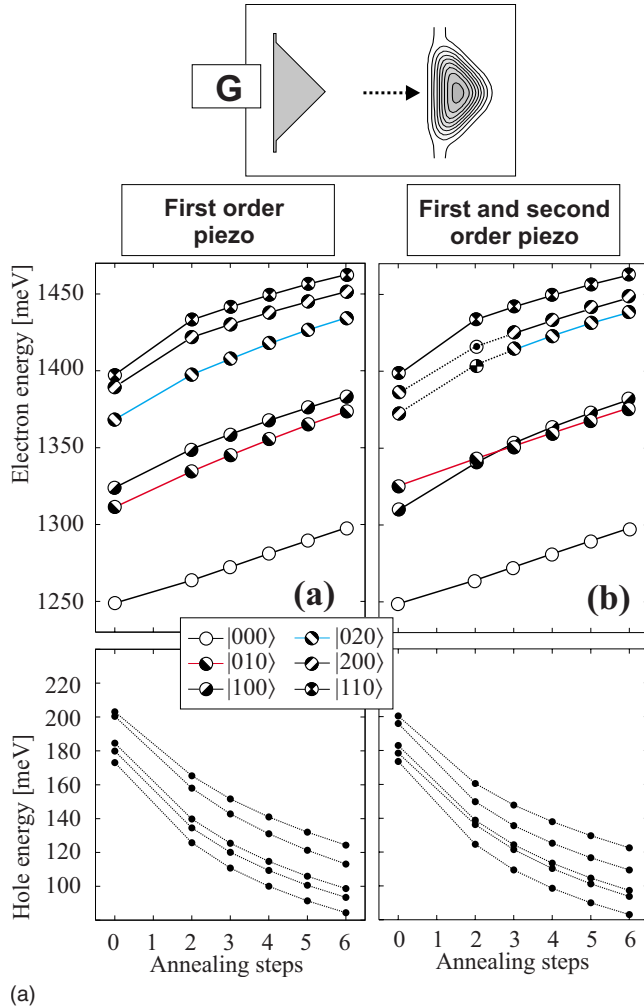 G
First order
piezo
First and second
order piezo
Electron energy [meV]
1450
1400
1350
1300
1250
(a)
(b)
|000⟩
|020⟩
|010⟩
|200⟩
|100⟩
|110⟩
Hole energy [meV]
220
200
180
160
140
120
100
0 1 2 3 4 5 6
0 1 2 3 4 5 6
Annealing steps
Annealing steps
(a)